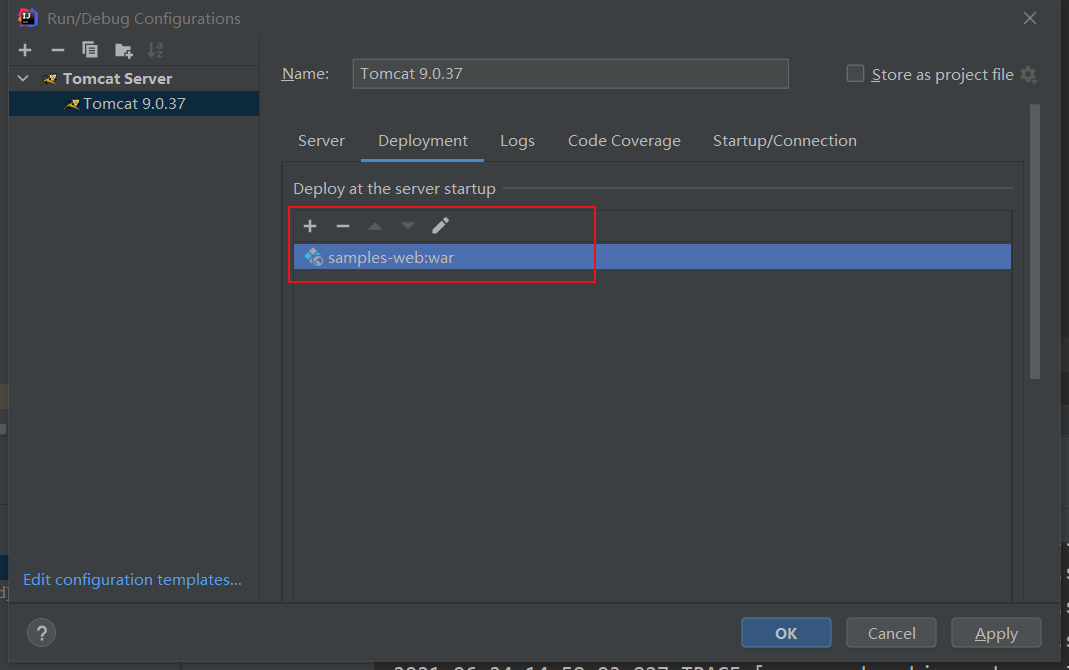 Run/Debug Configurations
Tomcat Server
Tomcat 9.0.37
Name:
Tomcat 9.0.37
Store as project file
Server
Deployment
Logs
Code Coverage
Startup/Connection
Deploy at the server startup
samples-web:war
Edit configuration templates...
?
OK
Cancel
Apply